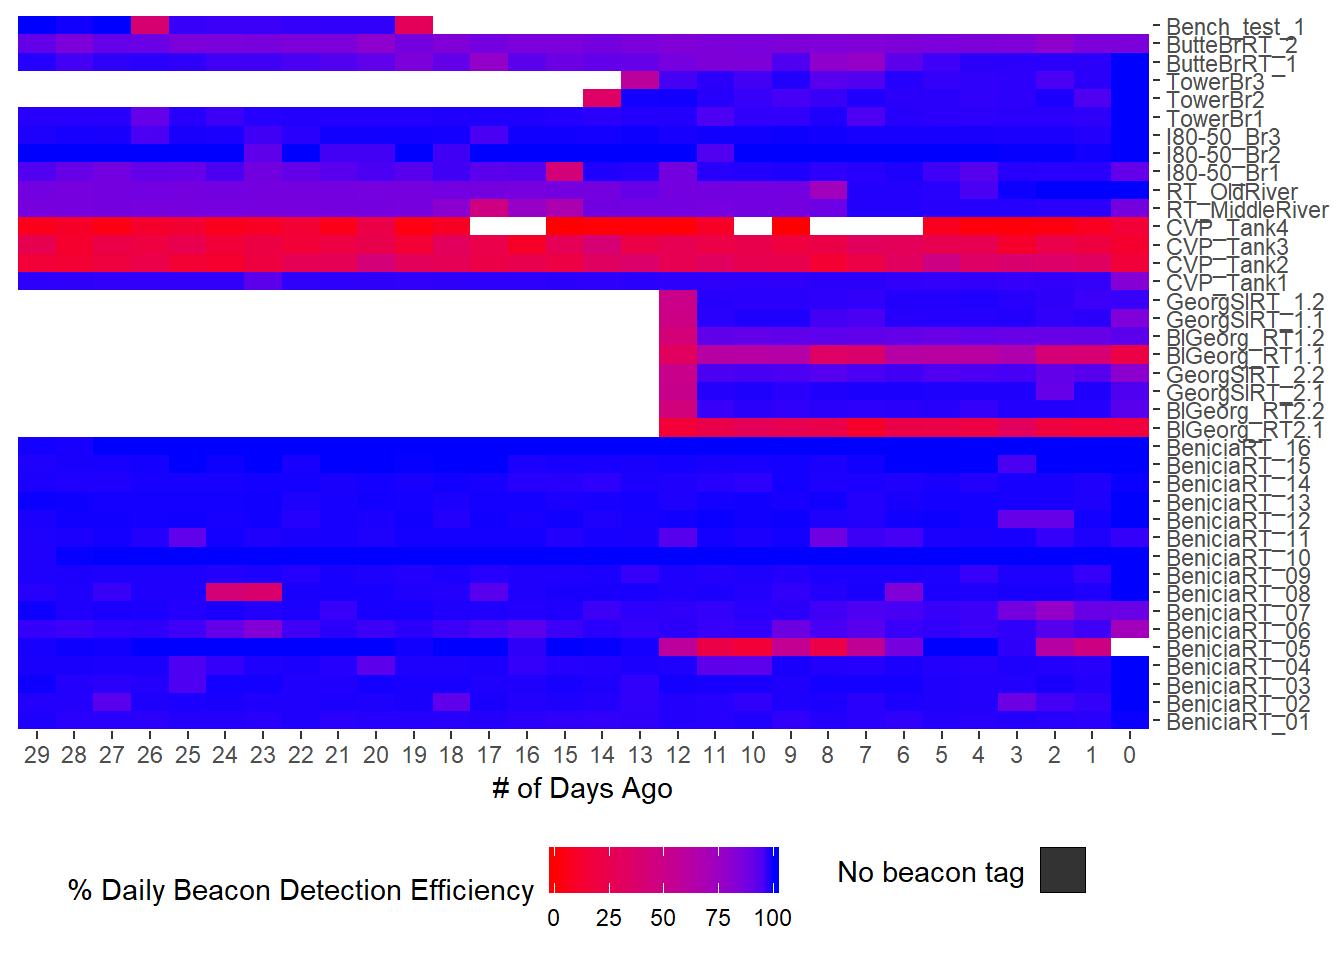 Bench_test_1
ButteBrRT_2
ButteBrRT_1
TowerBr3
TowerBr2
TowerBr1
I80-50_Br3
I80-50_Br2
I80-50_Br1
RT_OldRiver
RT_MiddleRiver
CVP_Tank4
CVP_Tank3
CVP_Tank2
CVP_Tank1
GeorgSlRT_1.2
GeorgSlRT_1.1
BlGeorg_RT1.2
BlGeorg_RT1.1
GeorgSlRT_2.2
GeorgSlRT_2.1
BlGeorg_RT2.2
BlGeorg_RT2.1
BeniciaRT_16
BeniciaRT_15
BeniciaRT_14
BeniciaRT_13
BeniciaRT_12
BeniciaRT_11
BeniciaRT_10
BeniciaRT_09
BeniciaRT_08
BeniciaRT_07
BeniciaRT_06
BeniciaRT_05
BeniciaRT_04
BeniciaRT_03
BeniciaRT_02
BeniciaRT_01
29 28 27 26 25 24 23 22 21 20 19 18 17 16 15 14 13 12 11 10 9 8 7 6 5 4 3 2 1 0
# of Days Ago
% Daily Beacon Detection Efficiency
0 25 50 75 100
No beacon tag